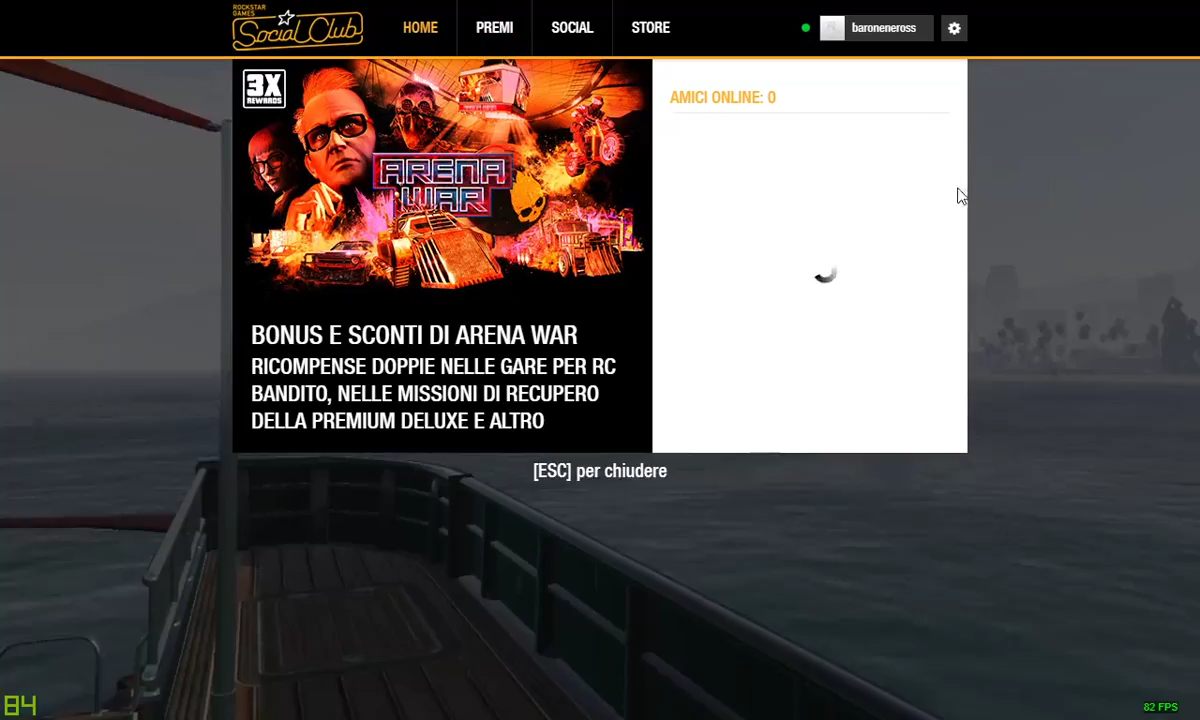 ROCKSTAR
GAMES
Social Club
HOME
PREMI
SOCIAL
STORE
baroneneross
3X
REWARDS
ARENA
WAR
BONUS E SCONTI DI ARENA WAR
RICOMPENSE DOPPIE NELLE GARE PER RC
BANDITO, NELLE MISSIONI DI RECUPERO
DELLA PREMIUM DELUXE E ALTRO
AMICI ONLINE: 0
[ESC] per chiudere
84
82 FPS